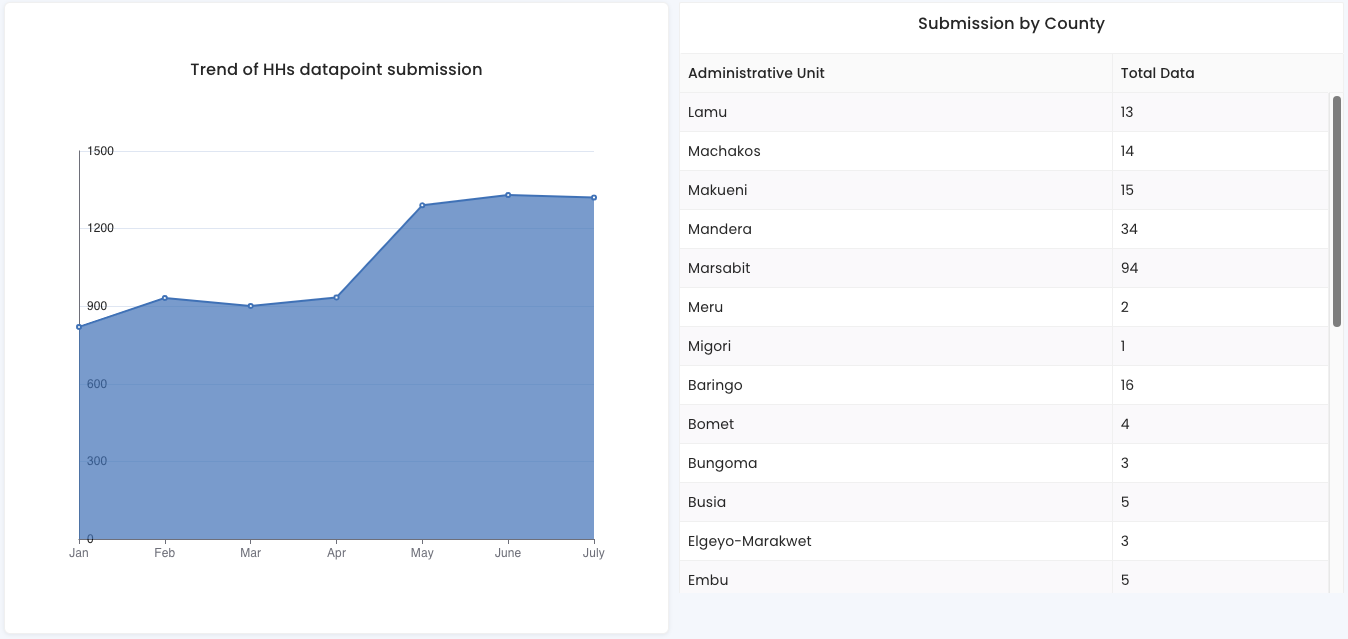 Trend of HHs datapoint submission
1500
1200
900
600
300
0
Jan Feb Mar Apr May June July
Submission by County
Administrative Unit Total Data
Lamu 13
Machakos 14
Makueni 15
Mandera 34
Marsabit 94
Meru 2
Migori 1
Baringo 16
Bomet 4
Bungoma 3
Busia 5
Elgeyo-Marakwet 3
Embu 5